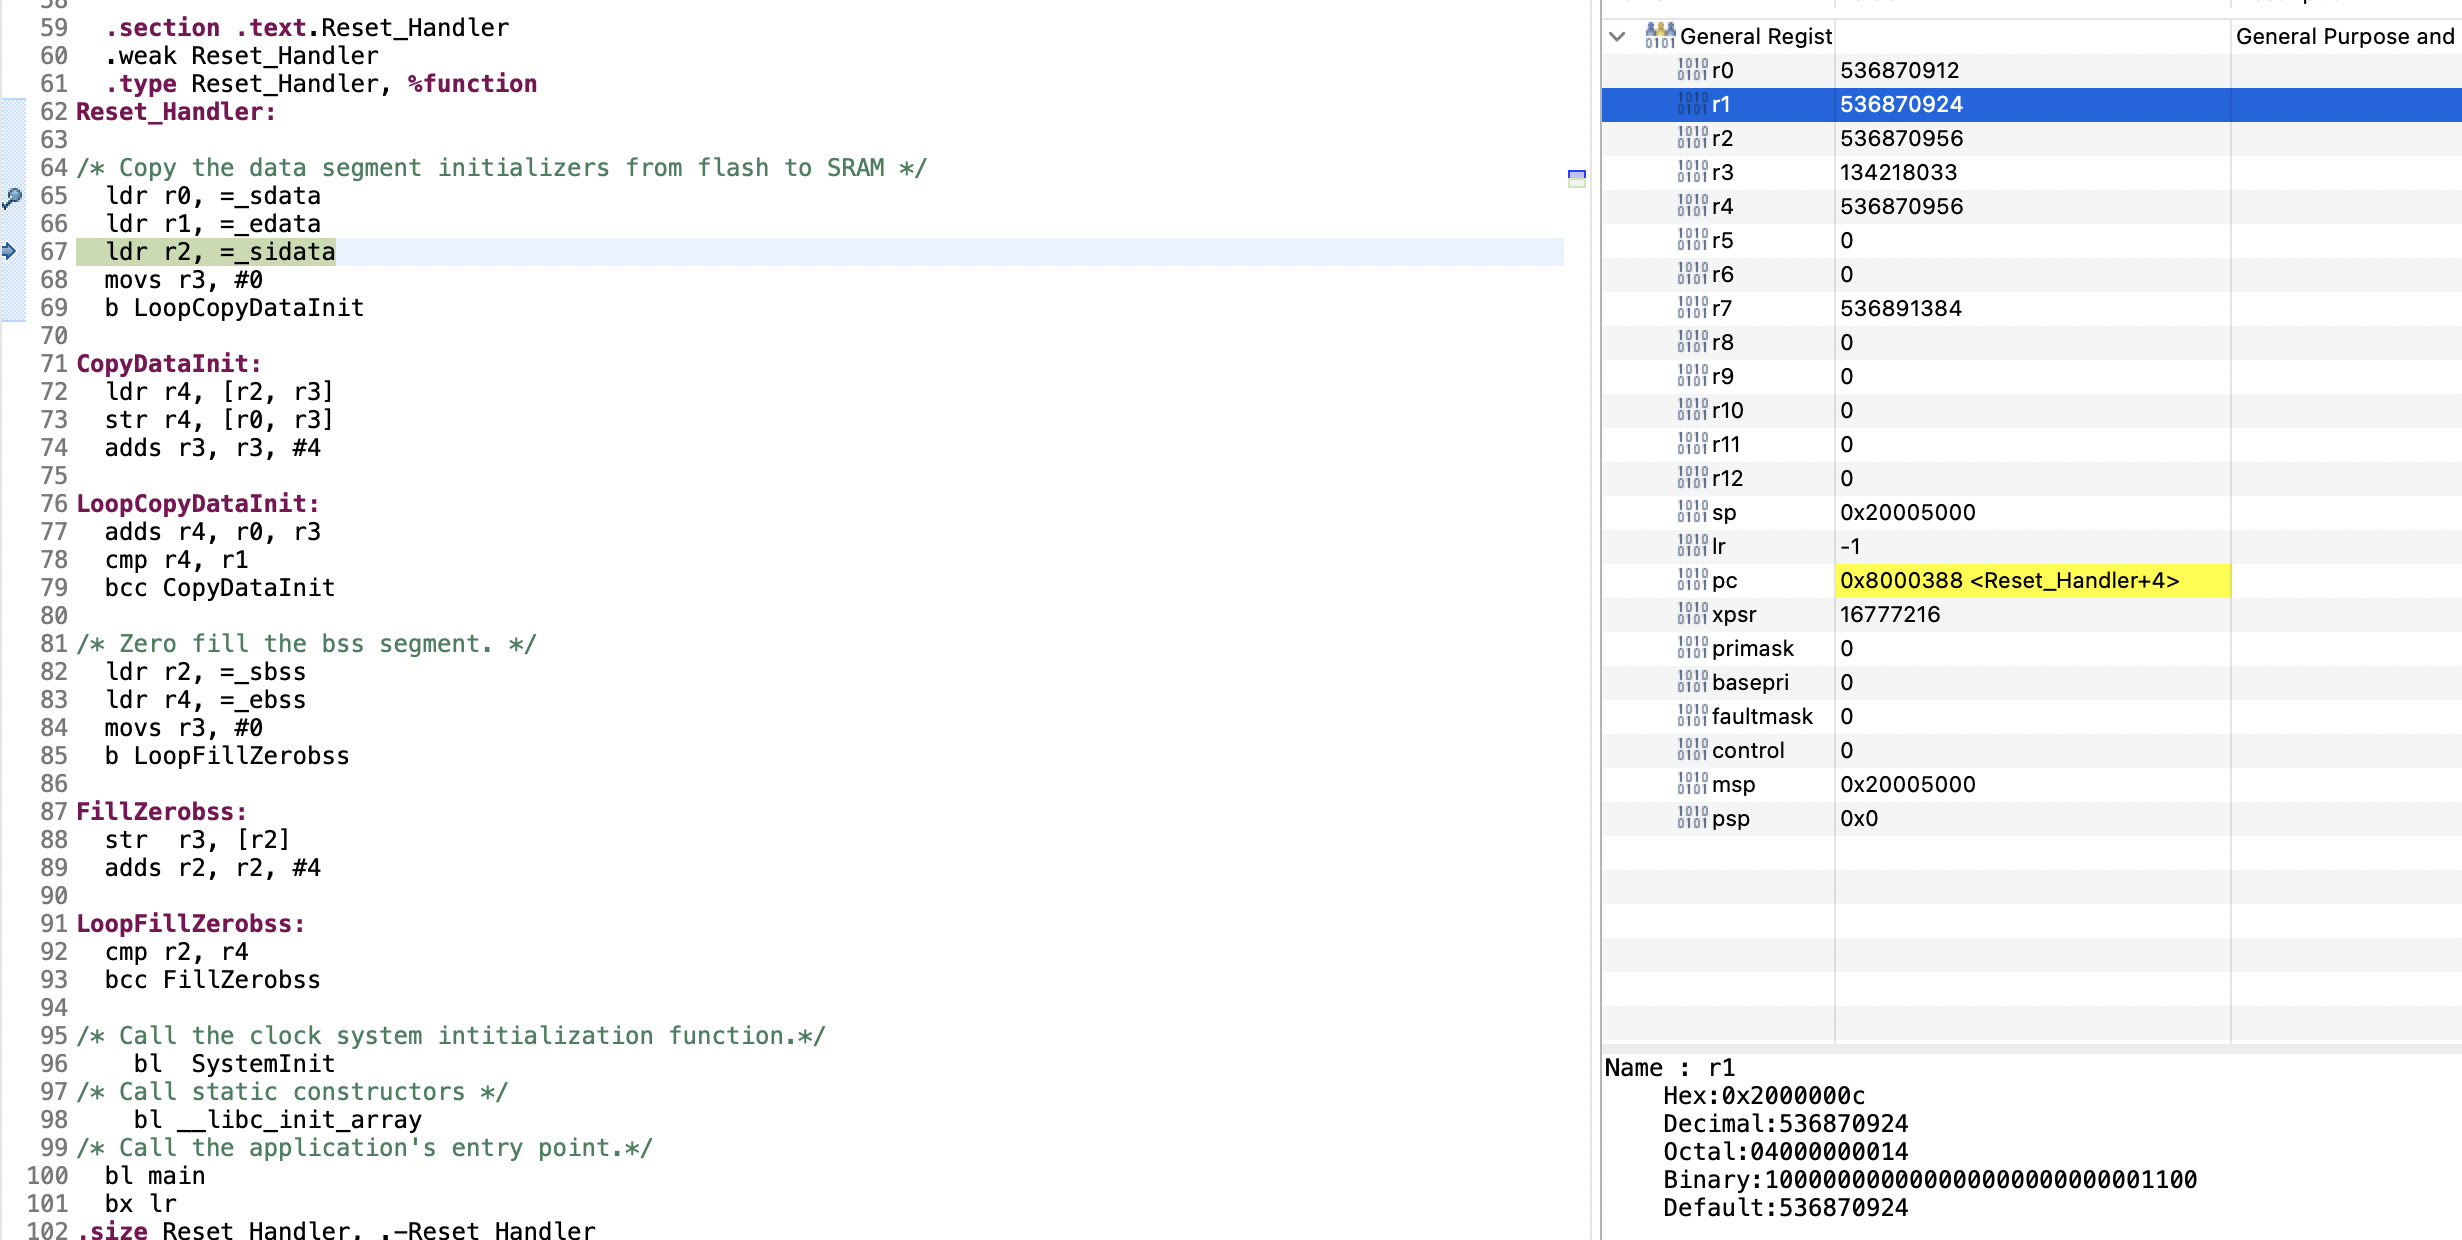 58
59 .section .text.Reset_Handler
60 .weak Reset_Handler
61 .type Reset_Handler, %function
62 Reset_Handler:
63
64 /* Copy the data segment initializers from flash to SRAM */
65 ldr r0, =_sdata
66 ldr r1, =_edata
67 ldr r2, =_sidata
68 movs r3, #0
69 b LoopCopyDataInit
70
71 CopyDataInit:
72 ldr r4, [r2, r3]
73 str r4, [r0, r3]
74 adds r3, r3, #4
75
76 LoopCopyDataInit:
77 adds r4, r0, r3
78 cmp r4, r1
79 bcc CopyDataInit
80
81 /* Zero fill the bss segment. */
82 ldr r2, =_sbss
83 ldr r4, =_ebss
84 movs r3, #0
85 b LoopFillZerobss
86
87 FillZerobss:
88 str  r3, [r2]
89 adds r2, r2, #4
90
91 LoopFillZerobss:
92 cmp r2, r4
93 bcc FillZerobss
94
95 /* Call the clock system intitialization function.*/
96 bl  SystemInit
97 /* Call static constructors */
98 bl __libc_init_array
99 /* Call the application's entry point.*/
100 bl main
101 bx lr
102 .size Reset_Handler, .-Reset_Handler
General Regist General Purpose and
r0 536870912
r1 536870924
r2 536870956
r3 134218033
r4 536870956
r5 0
r6 0
r7 536891384
r8 0
r9 0
r10 0
r11 0
r12 0
sp 0x20005000
lr -1
pc 0x8000388 <Reset_Handler+4>
xpsr 16777216
primask 0
basepri 0
faultmask 0
control 0
msp 0x20005000
psp 0x0
Name : r1
Hex:0x2000000c
Decimal:536870924
Octal:04000000014
Binary:100000000000000000000000001100
Default:536870924